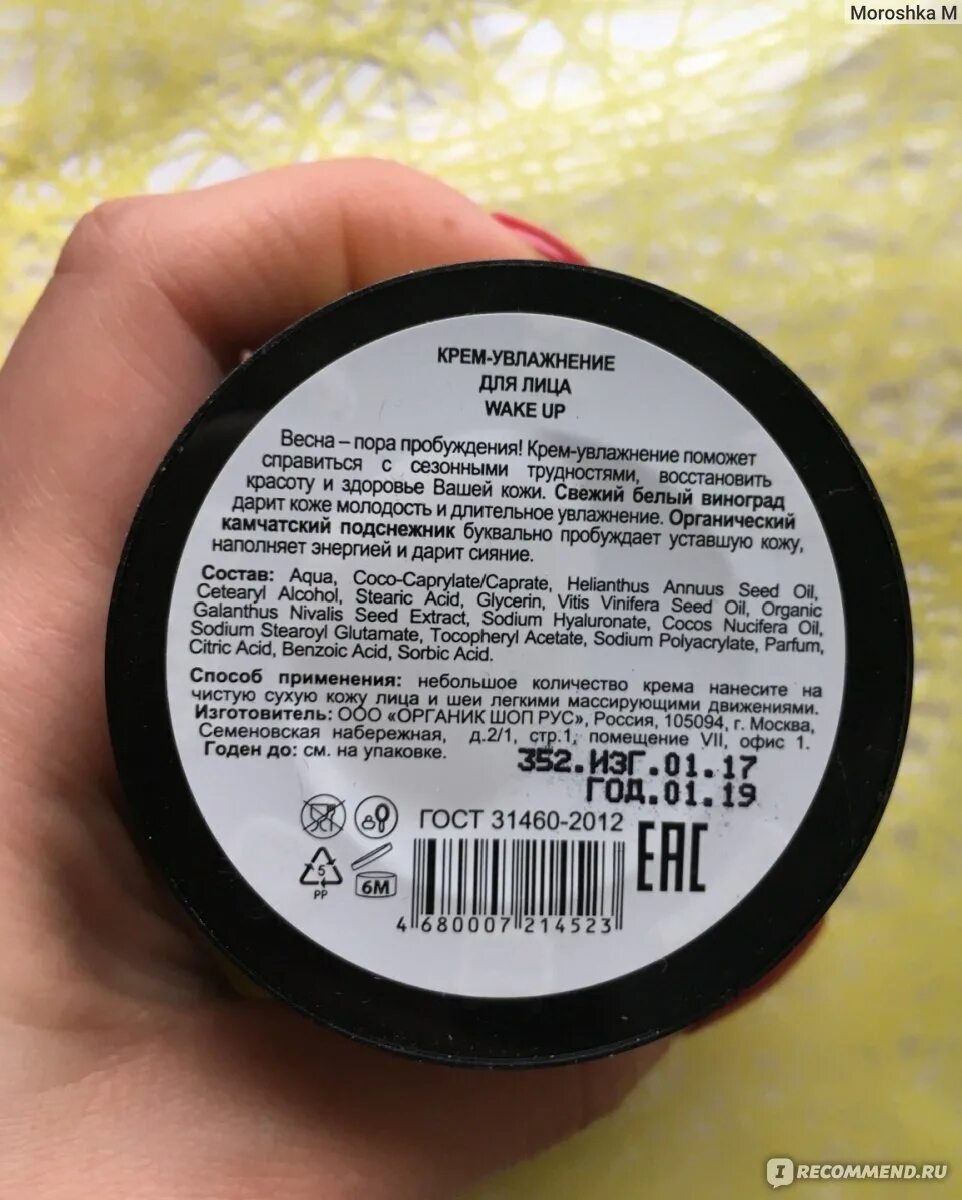 Moroshka M
КРЕМ-УВЛАЖНЕНИЕ
ДЛЯ ЛИЦА
WAKE UP
Весна – пора пробуждения! Крем-увлажнение поможет
справиться с сезонными трудностями, восстановить
красоту и здоровье Вашей кожи. Свежий белый виноград
дарит коже молодость и длительное увлажнение. Органический
камчатский подснежник буквально пробуждает уставшую кожу,
наполняет энергией и дарит сияние.
Состав: Aqua, Coco-Caprylate/Caprate, Helianthus Annuus Seed Oil,
Cetearyl Alcohol, Stearic Acid, Glycerin, Vitis Vinifera Seed Oil, Organic
Galanthus Nivalis Seed Extract, Sodium Hyaluronate, Cocos Nucifera Oil,
Sodium Stearoyl Glutamate, Tocopheryl Acetate, Sodium Polyacrylate, Parfum,
Citric Acid, Benzoic Acid, Sorbic Acid.
Способ применения: небольшое количество крема нанесите на
чистую сухую кожу лица и шеи легкими массирующими движениями.
Изготовитель: ООО «ОРГАНИК ШОП РУС», Россия, 105094, г. Москва,
Семеновская набережная, д.2/1, стр.1, помещение VII, офис 1.
Годен до: см. на упаковке.
352.ИЗГ.01.17
ГОД.01.19
ГОСТ 31460-2012
EAC
5
PP
6M
4 680007 214523
IRECOMMEND.RU